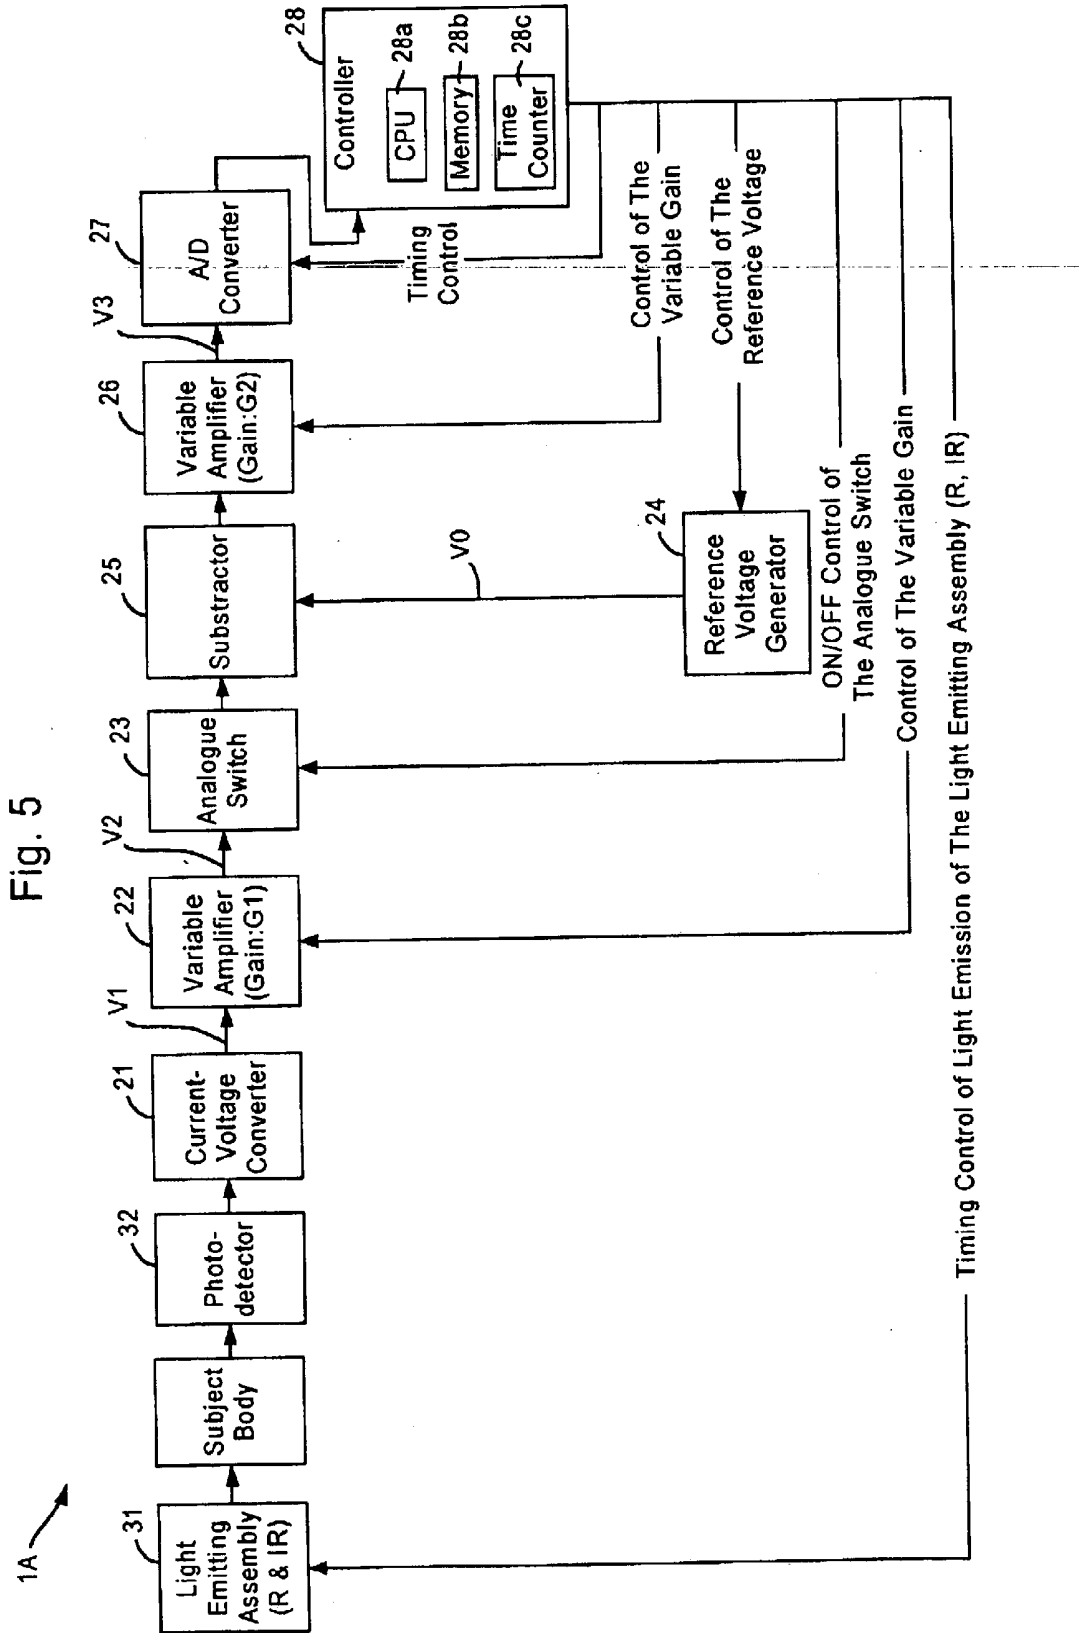 Fig. 5
1A
31
Light
Emitting
Assembly
(R & IR)
Subject
Body
32
Photo-
detector
21
Current-
Voltage
Converter
V1
22
Variable
Amplifier
(Gain:G1)
V2
23
Analogue
Switch
25
Substractor
26
Variable
Amplifier
(Gain:G2)
V3
27
A/D
Converter
28
Controller
CPU
28a
Memory
28b
Time
Counter
28c
Timing
Control
Control of The
Variable Gain
Control of The
Reference Voltage
V0
24
Reference
Voltage
Generator
ON/OFF Control of
The Analogue Switch
Control of The Variable Gain
Timing Control of Light Emission of The Light Emitting Assembly (R, IR)